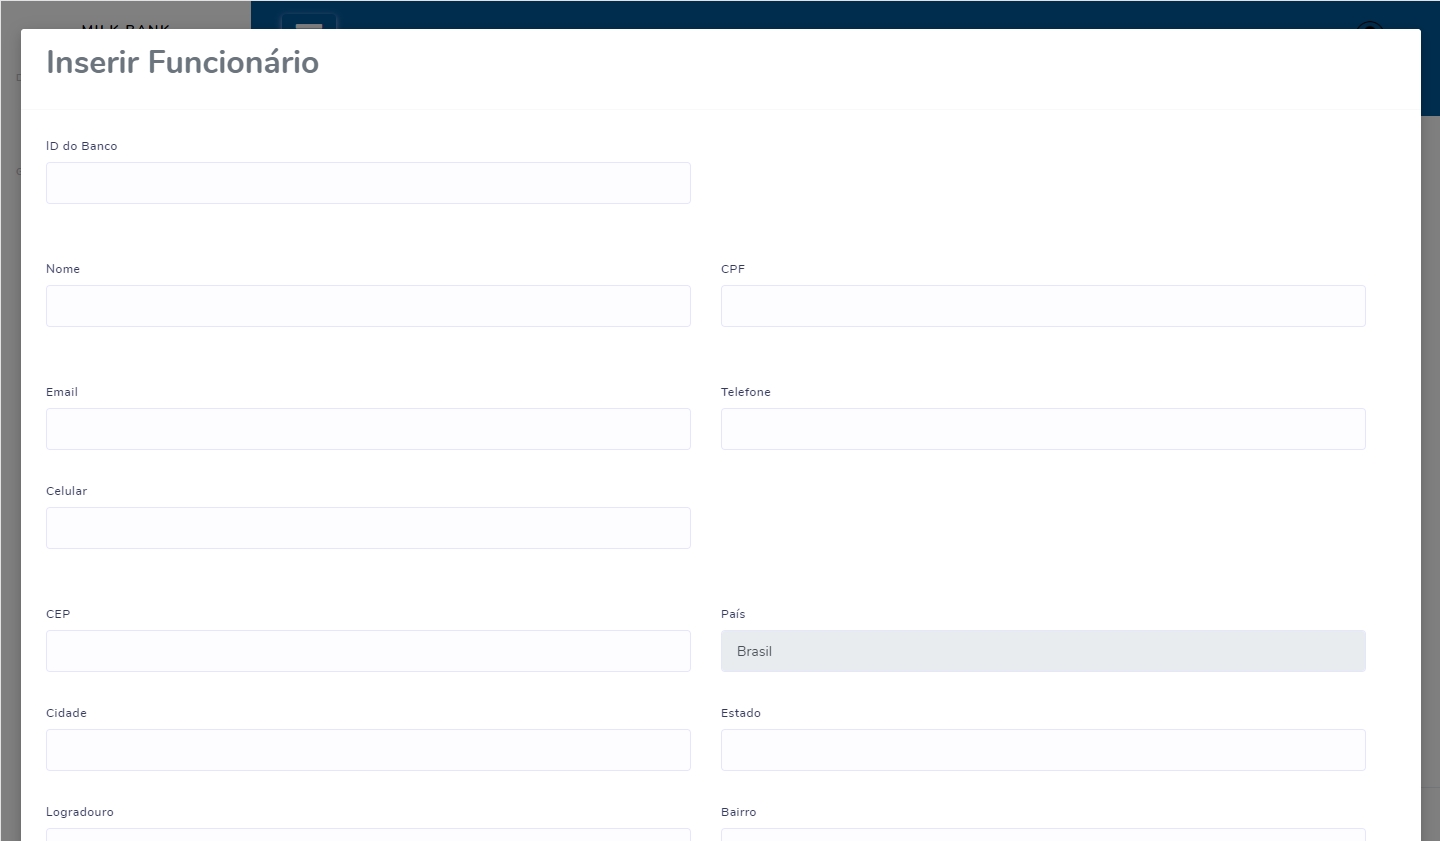 MILK BANK
Inserir Funcionário
ID do Banco
Nome
CPF
Email
Telefone
Celular
CEP
País
Brasil
Cidade
Estado
Logradouro
Bairro